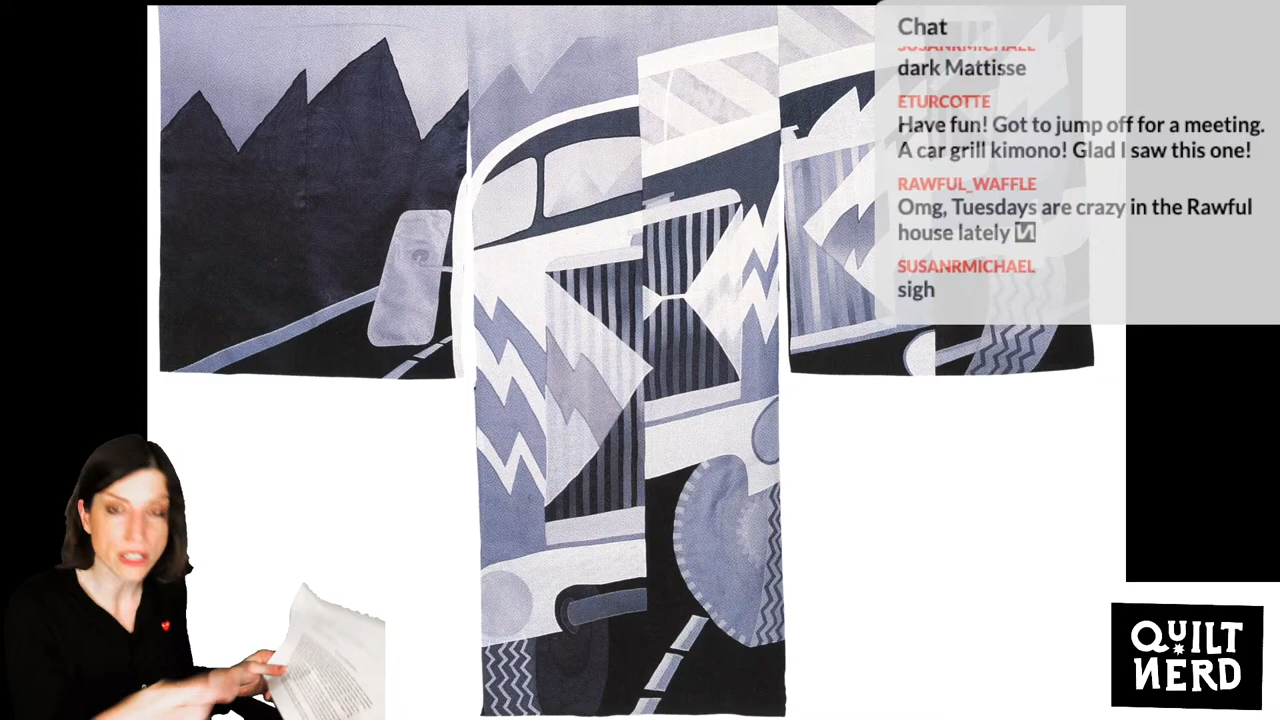 Chat
SUSANRMICHAEL
dark Mattisse
ETURCOTTE
Have fun! Got to jump off for a meeting.
A car grill kimono! Glad I saw this one!
RAWFUL_WAFFLE
Omg, Tuesdays are crazy in the Rawful
house lately
SUSANRMICHAEL
sigh
QUILT
NERD